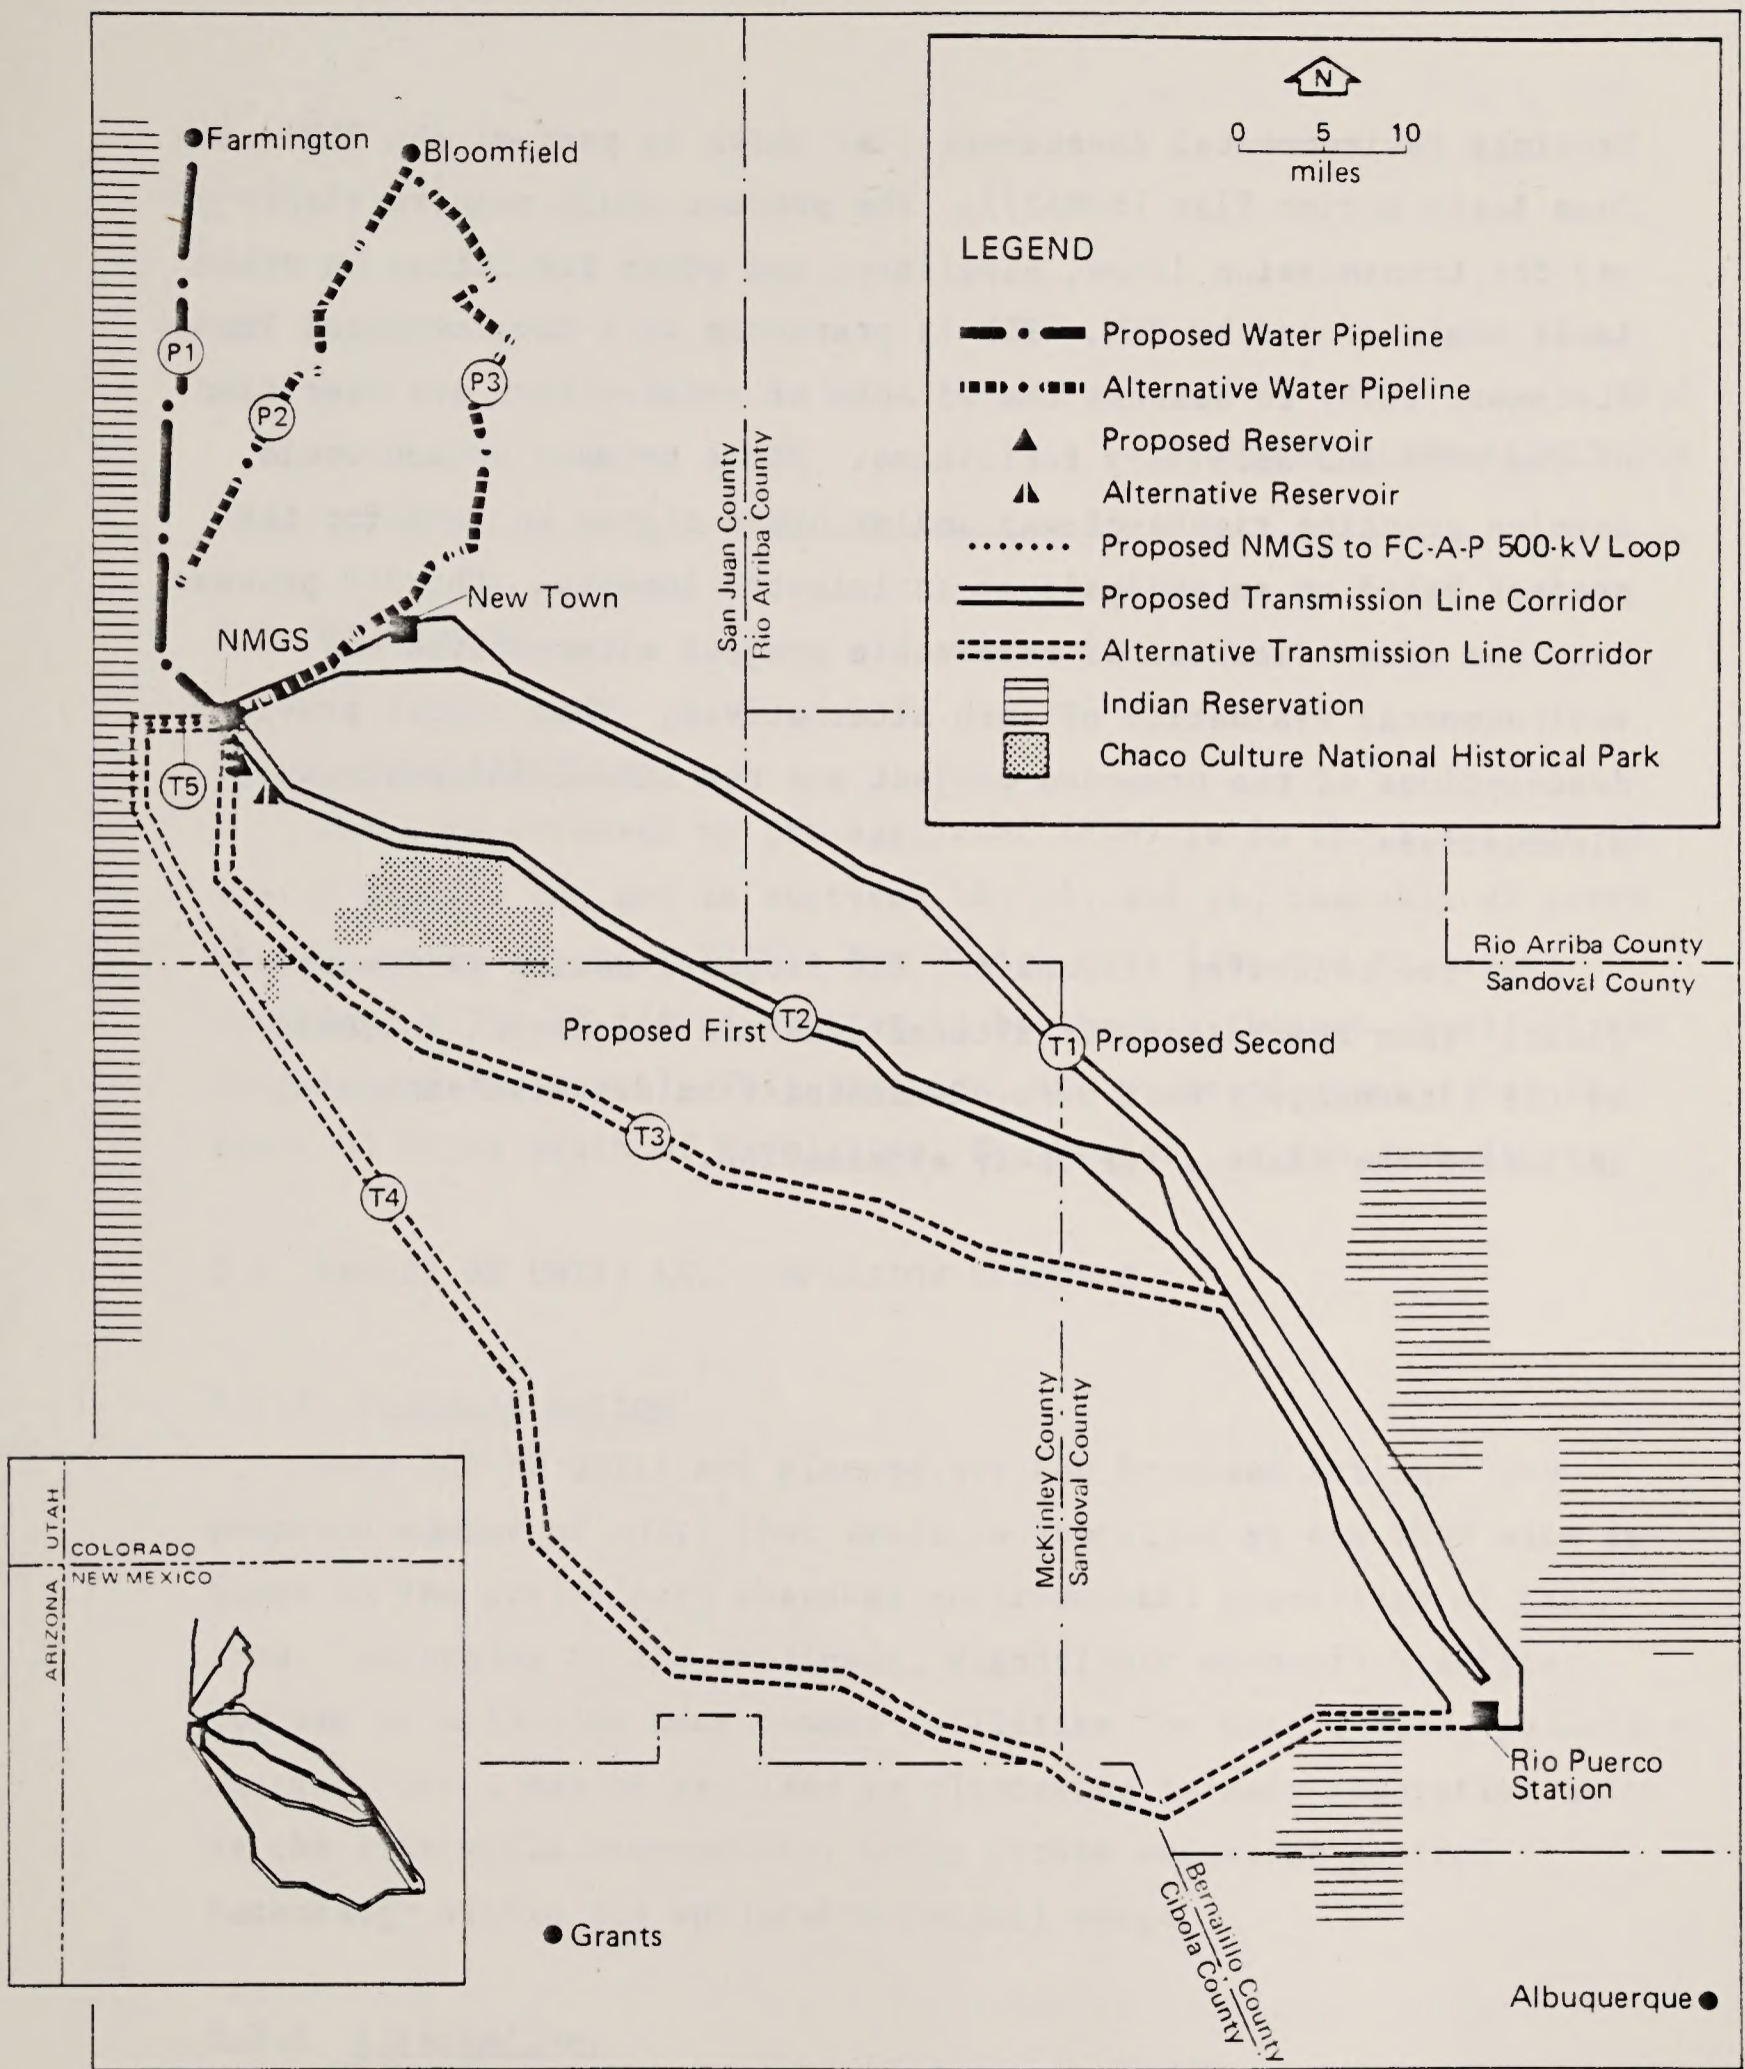 N
0 5 10
miles
LEGEND
Proposed Water Pipeline
Alternative Water Pipeline
Proposed Reservoir
Alternative Reservoir
Proposed NMGS to FC-A-P 500-kV Loop
Proposed Transmission Line Corridor
Alternative Transmission Line Corridor
Indian Reservation
Chaco Culture National Historical Park
Farmington
Bloomfield
P1
P2
P3
San Juan County
Rio Arriba County
New Town
NMGS
T5
Rio Arriba County
Sandoval County
Proposed First
T2
T1
Proposed Second
T3
T4
McKinley County
Sandoval County
UTAH
COLORADO
NEW MEXICO
ARIZONA
Rio Puerco
Station
Bernalillo County
Cibola County
Grants
Albuquerque